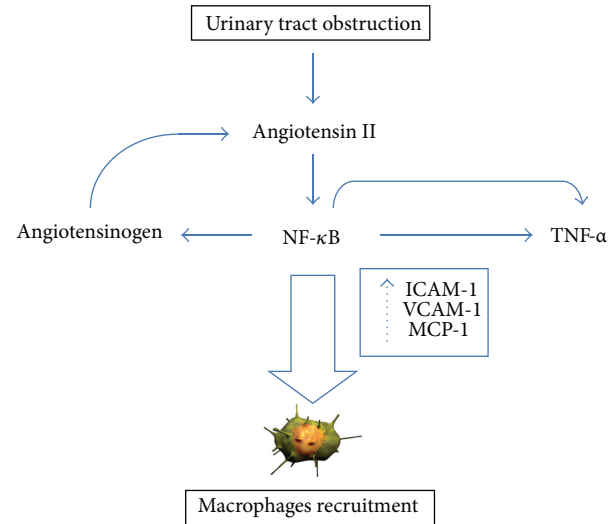 Urinary tract obstruction
Angiotensin II
Angiotensinogen
NF-κB
TNF-α
ICAM-1
VCAM-1
MCP-1
Macrophages recruitment